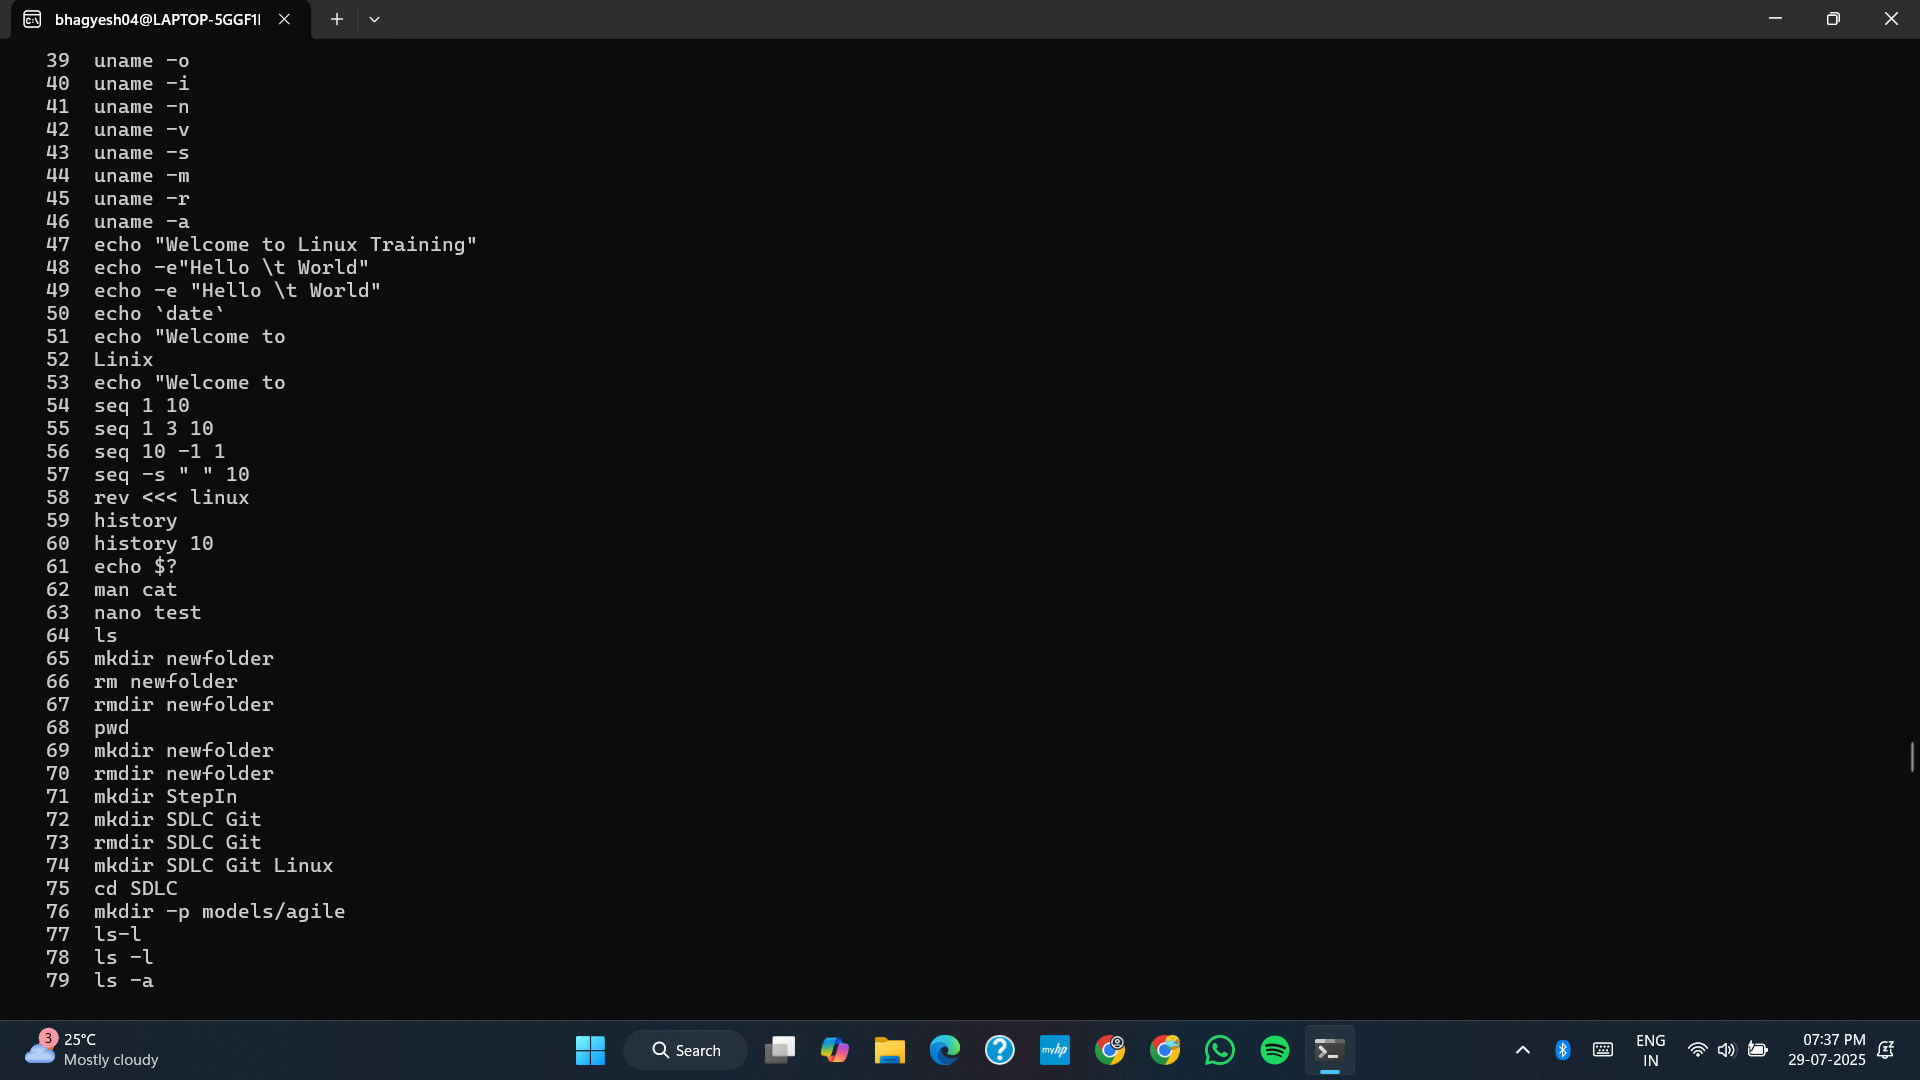 bhagyesh04@LAPTOP-5GGF1I
39 uname -o
40 uname -i
41 uname -n
42 uname -v
43 uname -s
44 uname -m
45 uname -r
46 uname -a
47 echo "Welcome to Linux Training"
48 echo -e"Hello \t World"
49 echo -e "Hello \t World"
50 echo `date`
51 echo "Welcome to
52 Linix
53 echo "Welcome to
54 seq 1 10
55 seq 1 3 10
56 seq 10 -1 1
57 seq -s " " 10
58 rev <<< linux
59 history
60 history 10
61 echo $?
62 man cat
63 nano test
64 ls
65 mkdir newfolder
66 rm newfolder
67 rmdir newfolder
68 pwd
69 mkdir newfolder
70 rmdir newfolder
71 mkdir StepIn
72 mkdir SDLC Git
73 rmdir SDLC Git
74 mkdir SDLC Git Linux
75 cd SDLC
76 mkdir -p models/agile
77 ls-l
78 ls -l
79 ls -a
3
25°C
Mostly cloudy
Search
myhp
ENG
IN
07:37 PM
29-07-2025